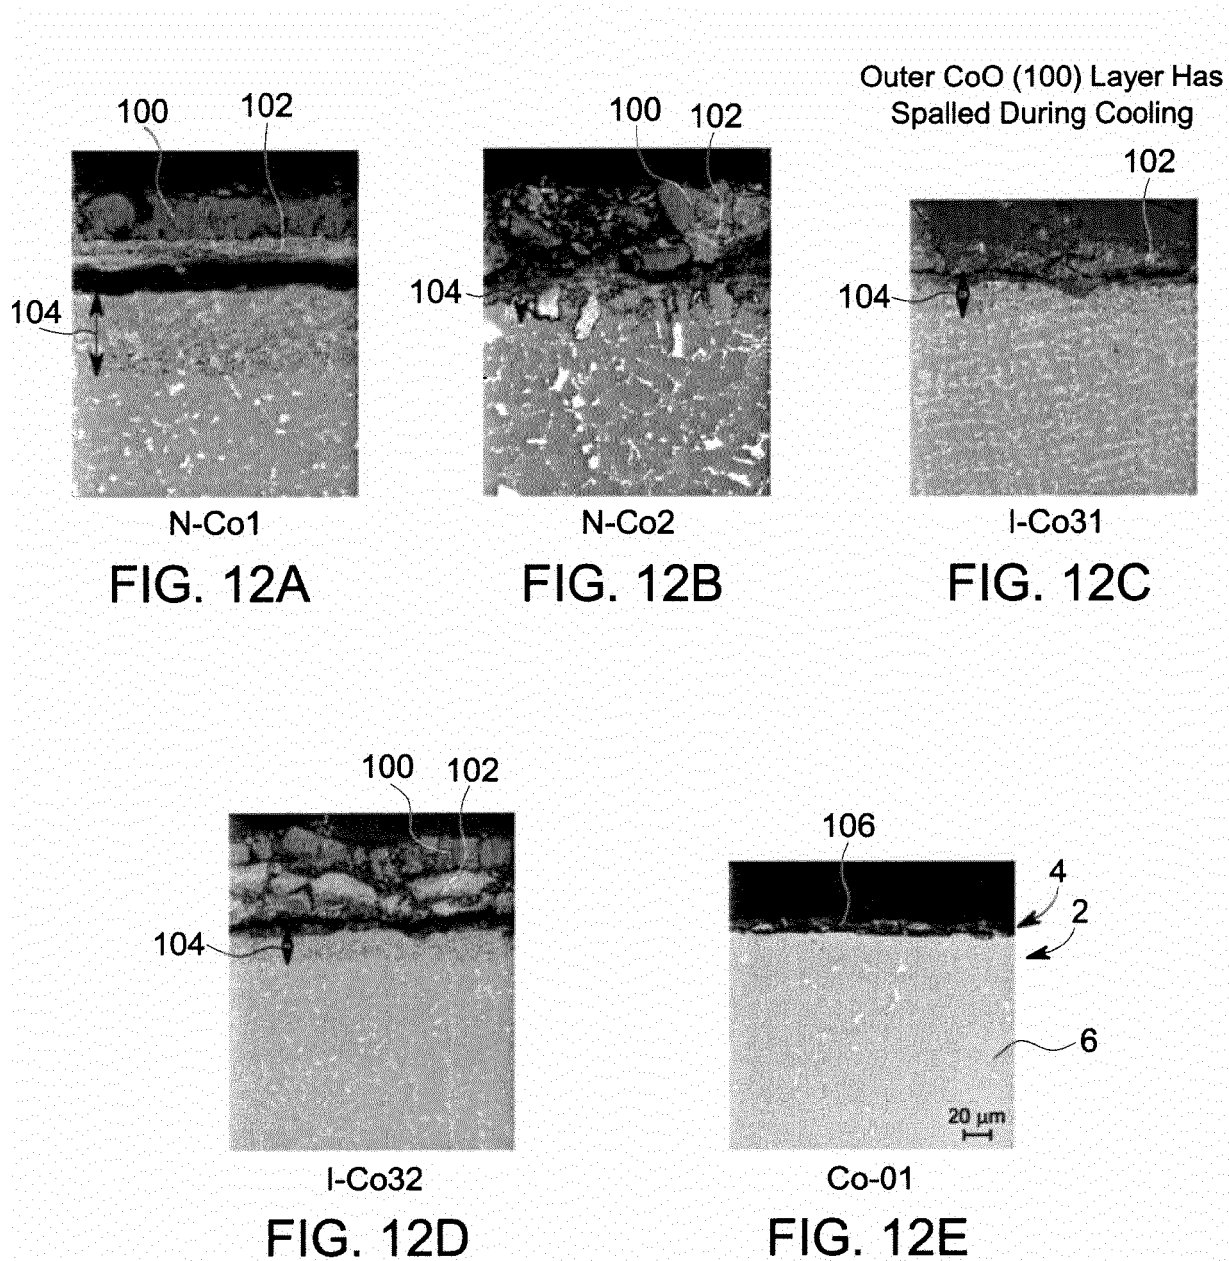 Outer CoO (100) Layer Has
Spalled During Cooling
100
102
104
N-Co1
FIG. 12A
100
102
104
N-Co2
FIG. 12B
102
104
I-Co31
FIG. 12C
100
102
104
I-Co32
FIG. 12D
106
4
2
6
20 µm
Co-01
FIG. 12E